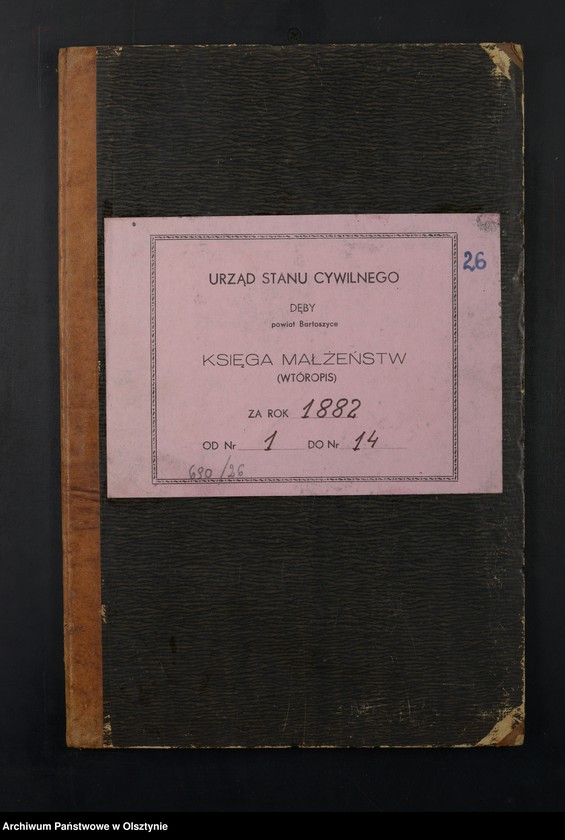 26
URZĄD STANU CYWILNEGO
DĘBY
powiat Bartoszyce
KSIĘGA MAŁŻEŃSTW
(WTÓROPIS)
ZA ROK 1882
OD Nr 1 DO Nr 14
690/26
Archiwum Państwowe w Olsztynie